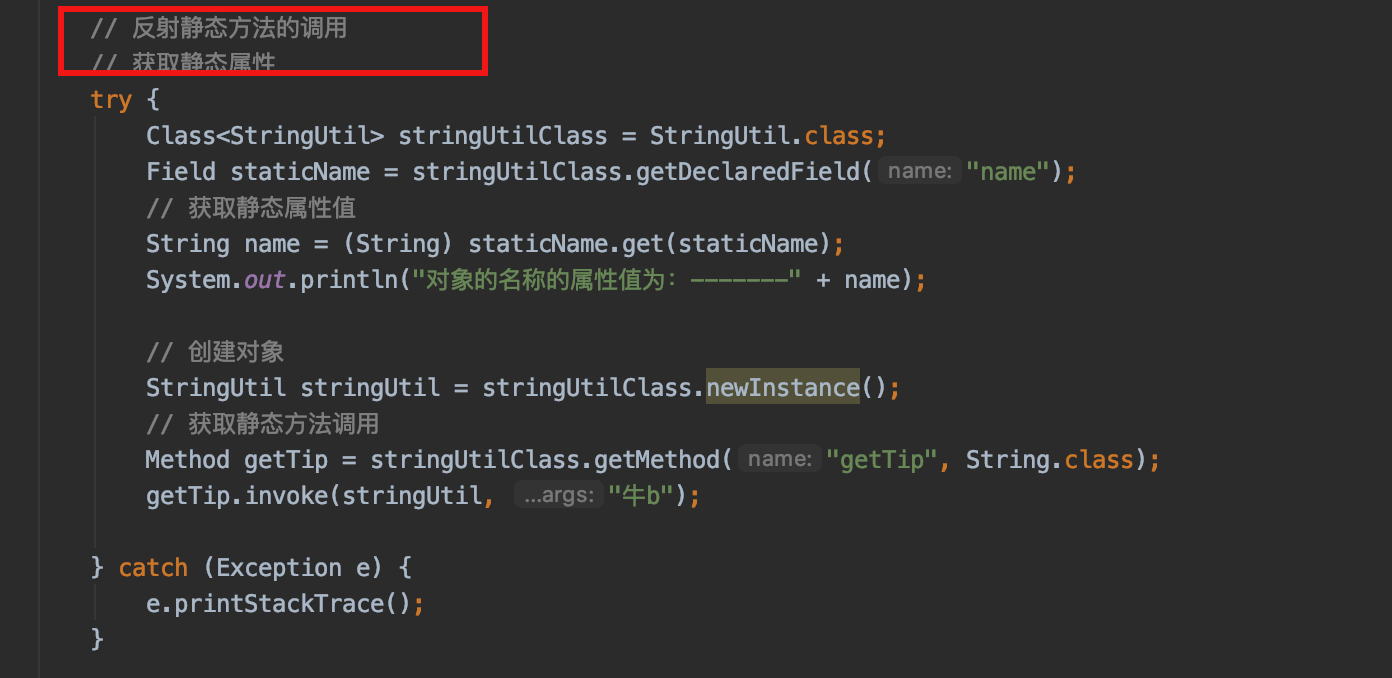 // 反射静态方法的调用
// 获取静态属性
try {
Class<StringUtil> stringUtilClass = StringUtil.class;
Field staticName = stringUtilClass.getDeclaredField( name: "name");
// 获取静态属性值
String name = (String) staticName.get(staticName);
System.out.println("对象的名称的属性值为：-------" + name);
// 创建对象
StringUtil stringUtil = stringUtilClass.newInstance();
// 获取静态方法调用
Method getTip = stringUtilClass.getMethod( name: "getTip", String.class);
getTip.invoke(stringUtil, ...args: "牛b");
} catch (Exception e) {
e.printStackTrace();
}